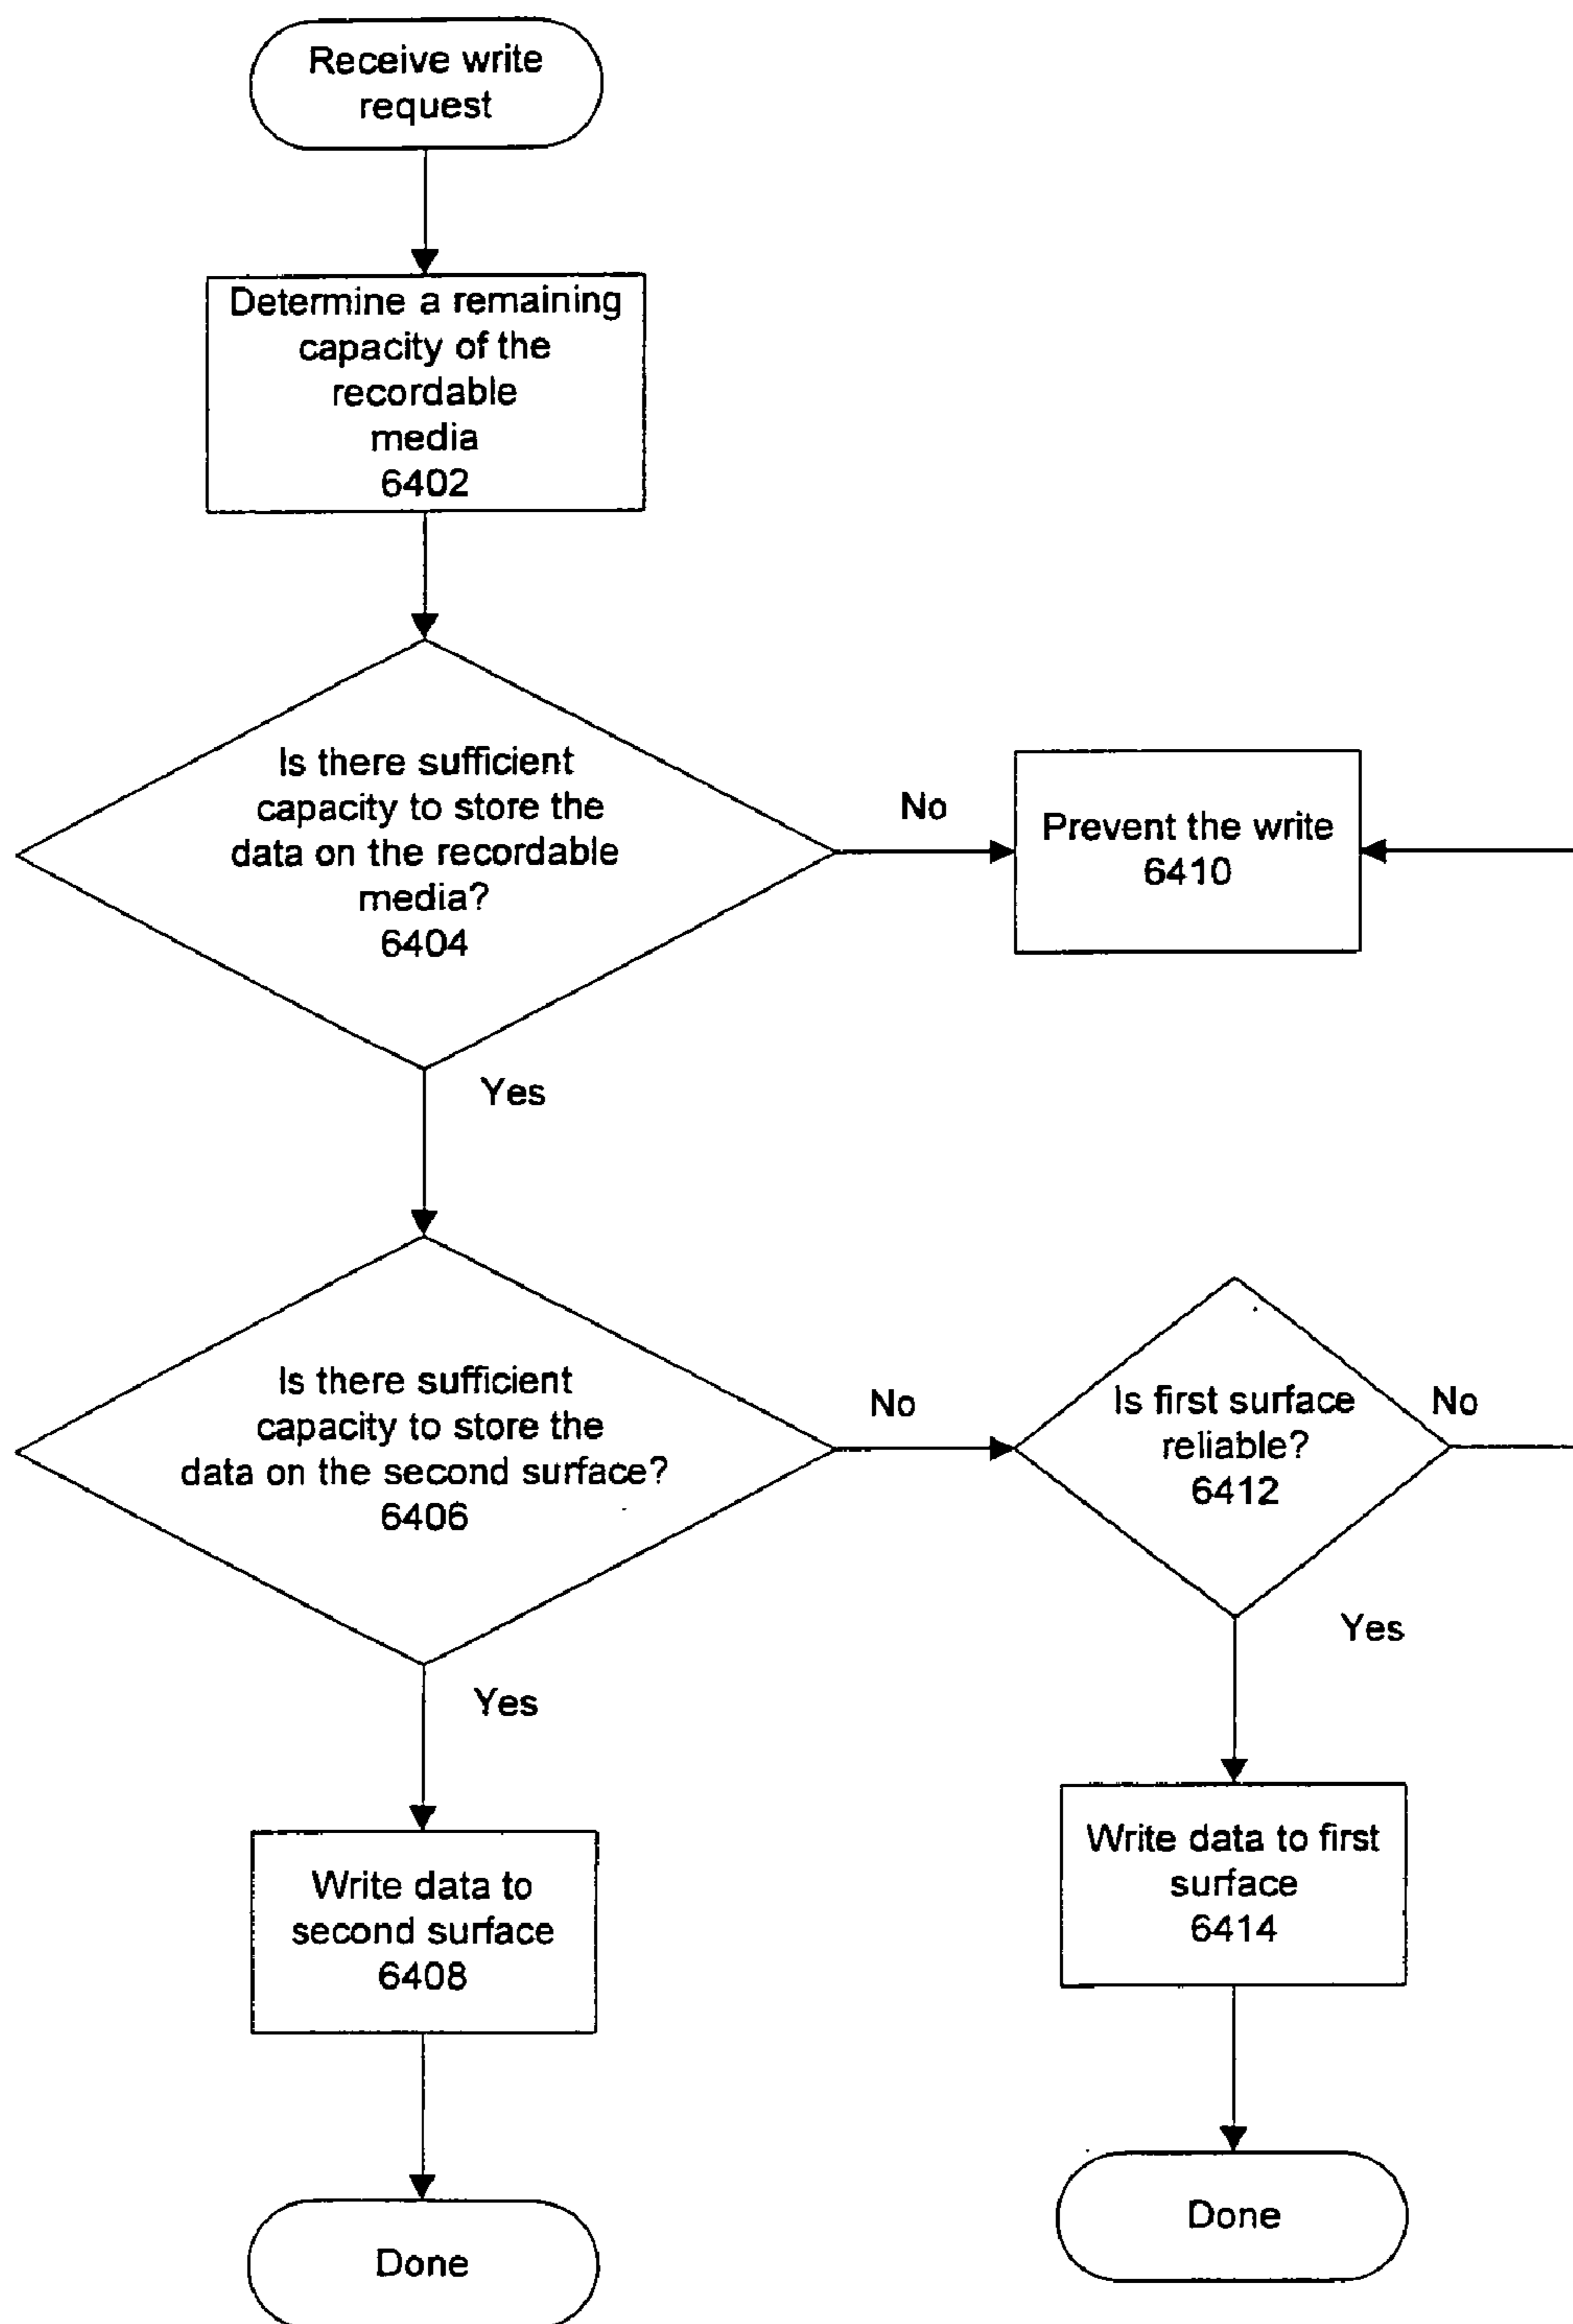 Receive write
request
Determine a remaining
capacity of the
recordable
media
6402
Is there sufficient
capacity to store the
data on the recordable
media?
6404
No
Prevent the write
6410
Yes
Is there sufficient
capacity to store the
data on the second surface?
6406
No
Is first surface
reliable?
6412
No
Yes
Yes
Write data to
second surface
6408
Write data to first
surface
6414
Done
Done